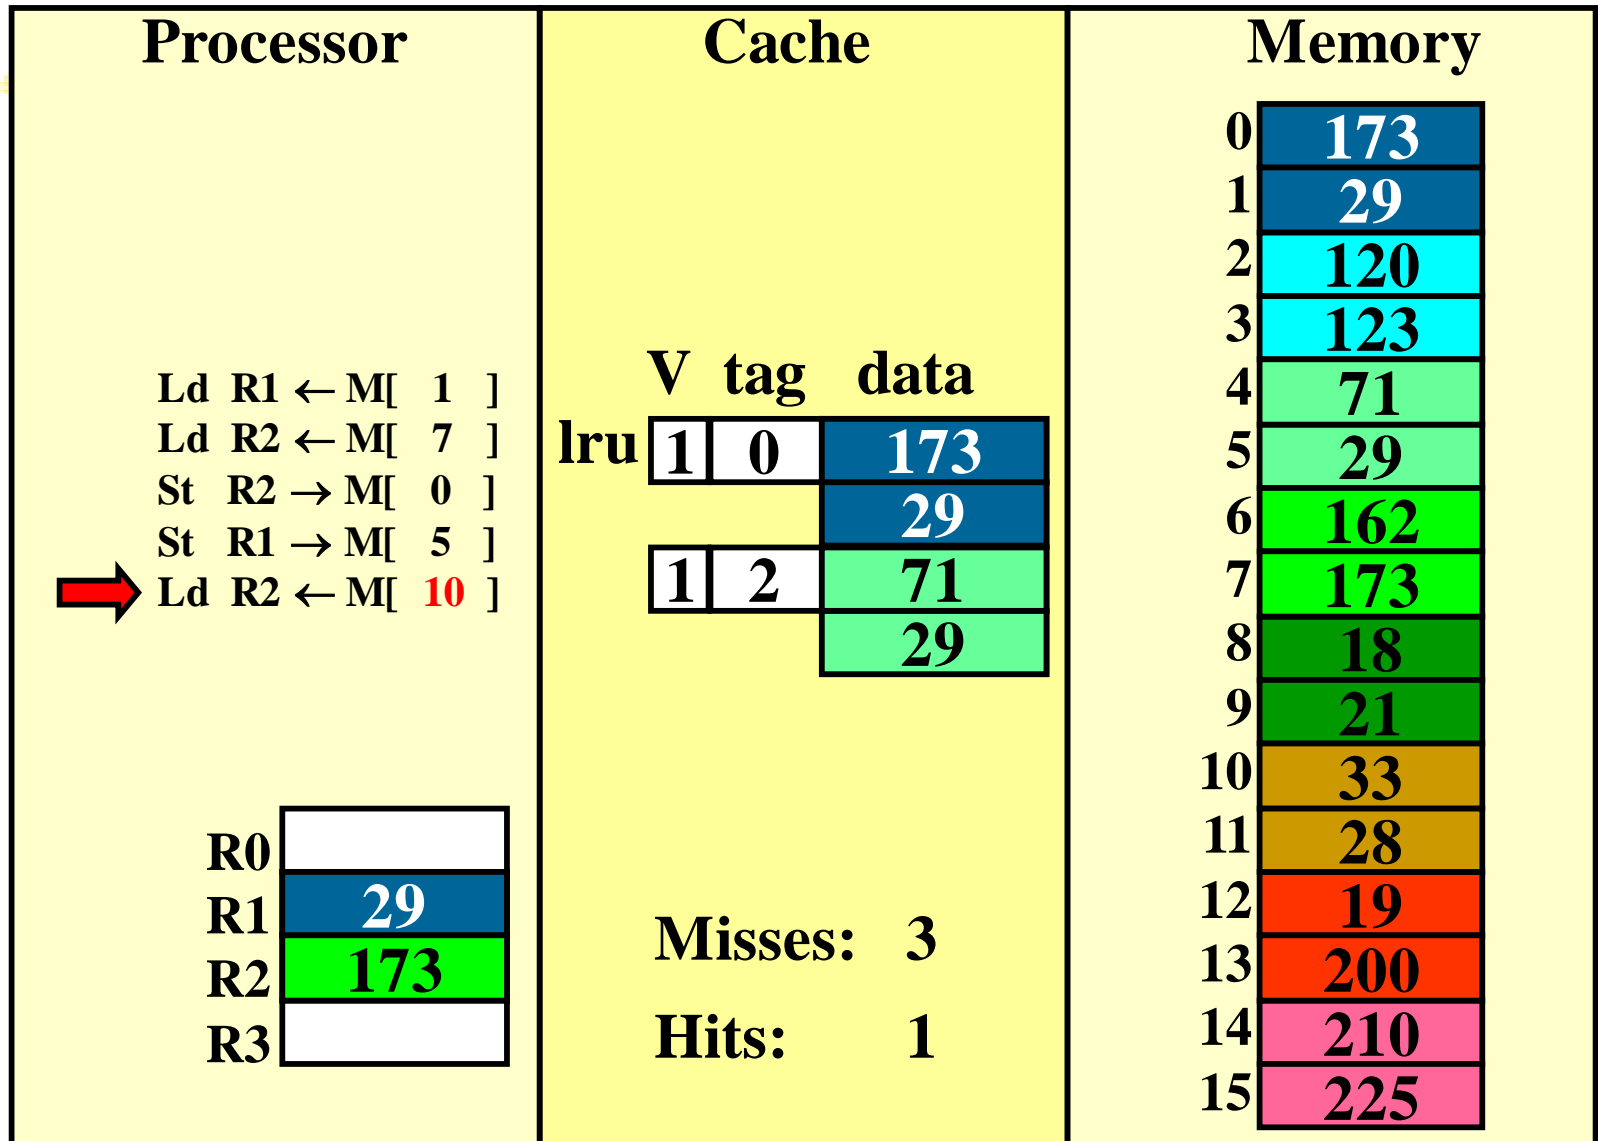 Processor
Ld R1 ← M[ 1 ]
Ld R2 ← M[ 7 ]
St R2 → M[ 0 ]
St R1 → M[ 5 ]
Ld R2 ← M[ 10 ]
R0
R1 29
R2 173
R3
Cache
V tag data
lru 1 0 173
29
1 2 71
29
Misses: 3
Hits: 1
Memory
0 173
1 29
2 120
3 123
4 71
5 29
6 162
7 173
8 18
9 21
10 33
11 28
12 19
13 200
14 210
15 225